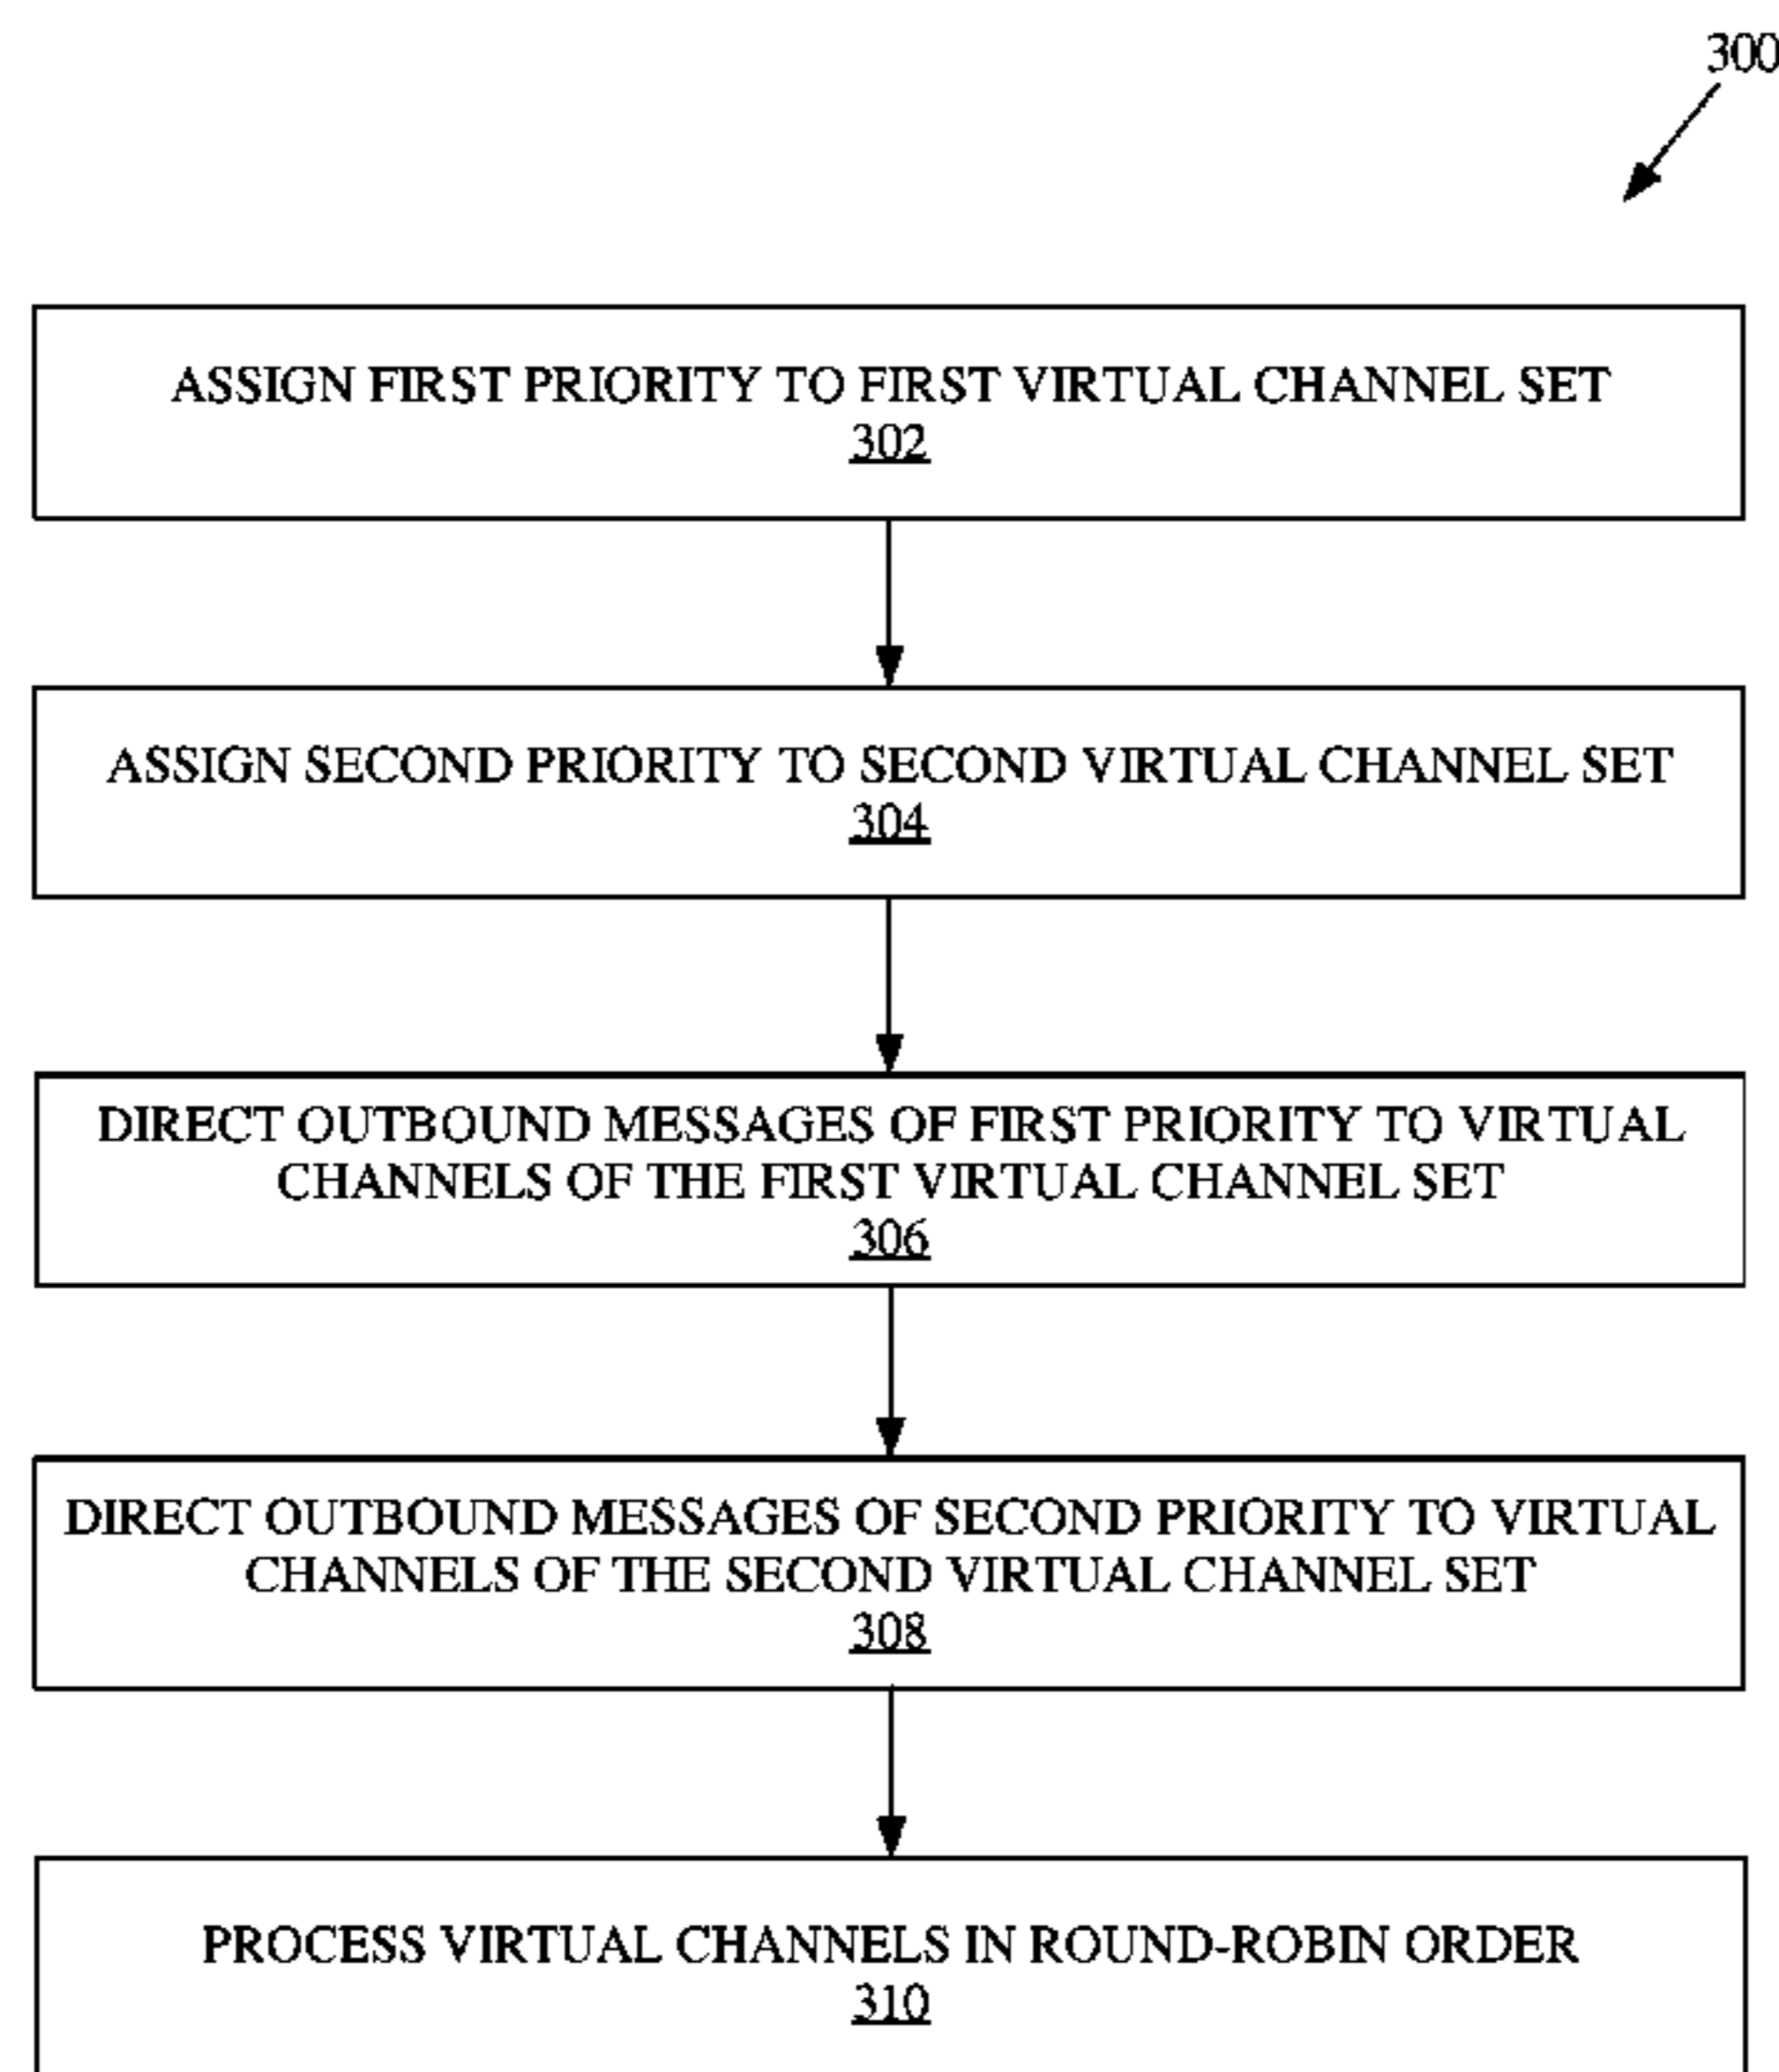 300
ASSIGN FIRST PRIORITY TO FIRST VIRTUAL CHANNEL SET
302
ASSIGN SECOND PRIORITY TO SECOND VIRTUAL CHANNEL SET
304
DIRECT OUTBOUND MESSAGES OF FIRST PRIORITY TO VIRTUAL
CHANNELS OF THE FIRST VIRTUAL CHANNEL SET
306
DIRECT OUTBOUND MESSAGES OF SECOND PRIORITY TO VIRTUAL
CHANNELS OF THE SECOND VIRTUAL CHANNEL SET
308
PROCESS VIRTUAL CHANNELS IN ROUND-ROBIN ORDER
310